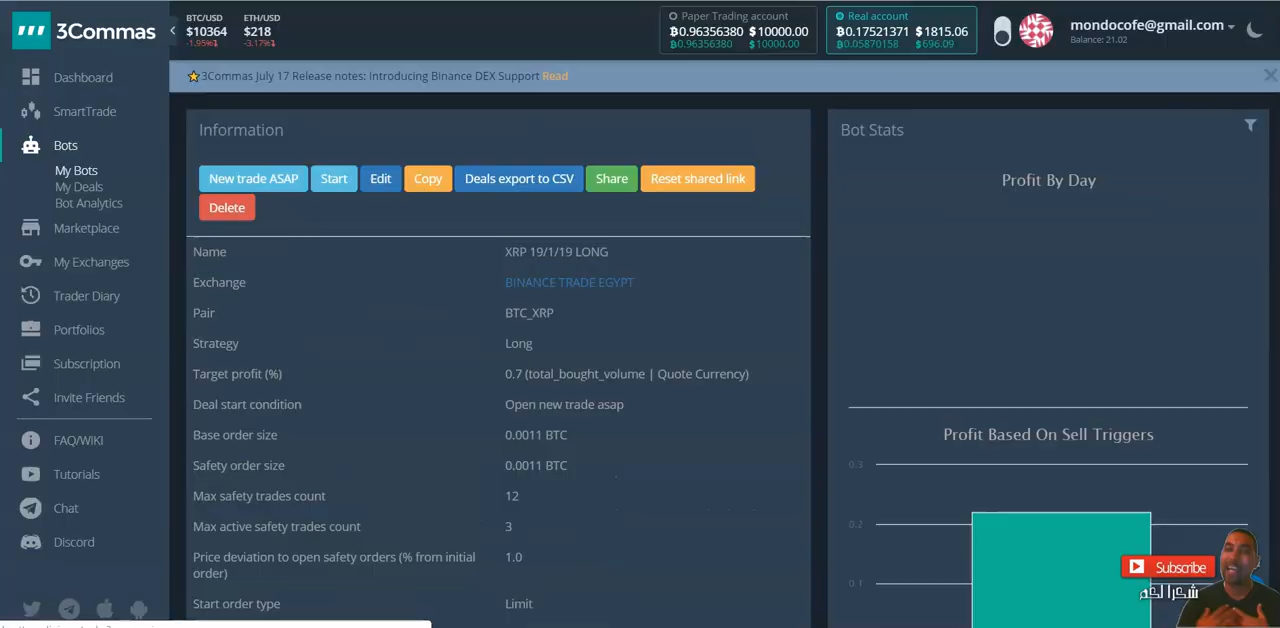 3Commas
BTC/USD
$10364
-1.95%
ETH/USD
$218
-3.17%
Paper Trading account
฿0.96356380 $10000.00
฿0.96356380 $10000.00
Real account
฿0.17521371 $1815.06
฿0.05870158 $696.09
mondocofe@gmail.com
Balance: 21.02
3Commas July 17 Release notes: Introducing Binance DEX Support Read
Dashboard
SmartTrade
Bots
My Bots
My Deals
Bot Analytics
Marketplace
My Exchanges
Trader Diary
Portfolios
Subscription
Invite Friends
FAQ/WIKI
Tutorials
Chat
Discord
Information
New trade ASAP Start Edit Copy Deals export to CSV Share Reset shared link
Delete
Name XRP 19/1/19 LONG
Exchange BINANCE TRADE EGYPT
Pair BTC_XRP
Strategy Long
Target profit (%) 0.7 (total_bought_volume | Quote Currency)
Deal start condition Open new trade asap
Base order size 0.0011 BTC
Safety order size 0.0011 BTC
Max safety trades count 12
Max active safety trades count 3
Price deviation to open safety orders (% from initial 1.0
order)
Start order type Limit
Bot Stats
Profit By Day
Profit Based On Sell Triggers
0.3
0.2
0.1
Subscribe
شكرا لكم